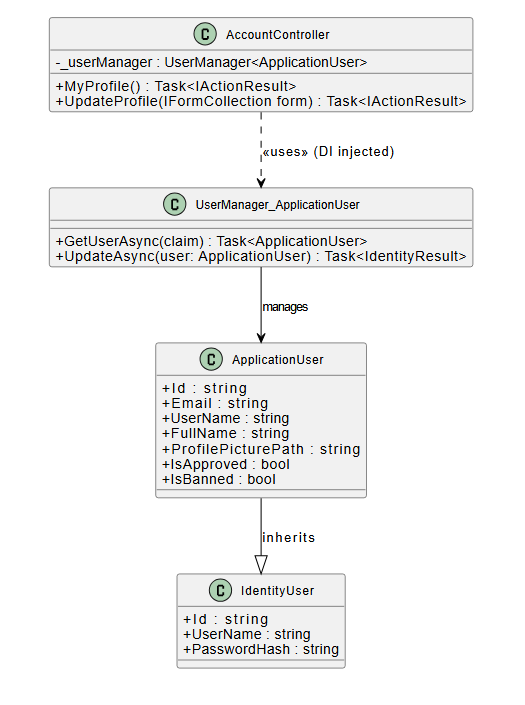 C AccountController
-_userManager : UserManager<ApplicationUser>
+MyProfile() : Task<IActionResult>
+UpdateProfile(IFormCollection form) : Task<IActionResult>
«uses» (DI injected)
C UserManager_ApplicationUser
+GetUserAsync(claim) : Task<ApplicationUser>
+UpdateAsync(user: ApplicationUser) : Task<IdentityResult>
manages
C ApplicationUser
+Id : string
+Email : string
+UserName : string
+FullName : string
+ProfilePicturePath : string
+IsApproved : bool
+IsBanned : bool
inherits
C IdentityUser
+Id : string
+UserName : string
+PasswordHash : string